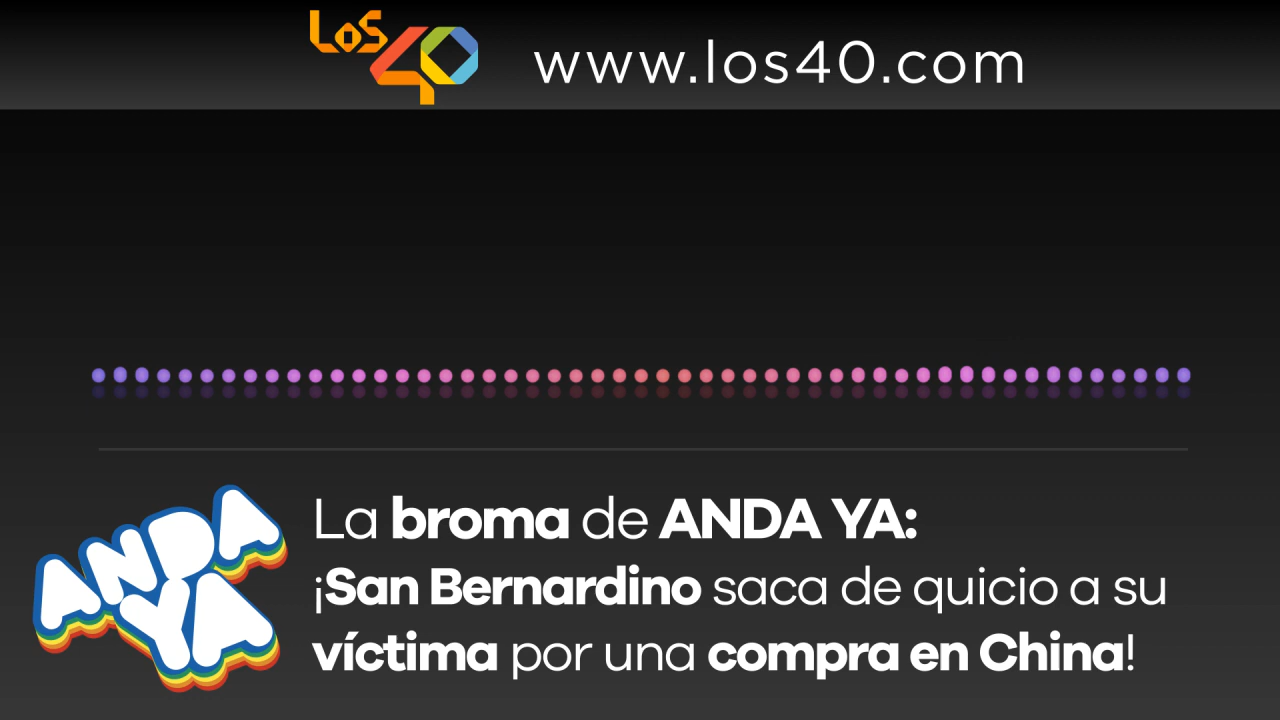 LOS 40
www.los40.com
ANDA YA
La broma de ANDA YA:
¡San Bernardino saca de quicio a su
víctima por una compra en China!